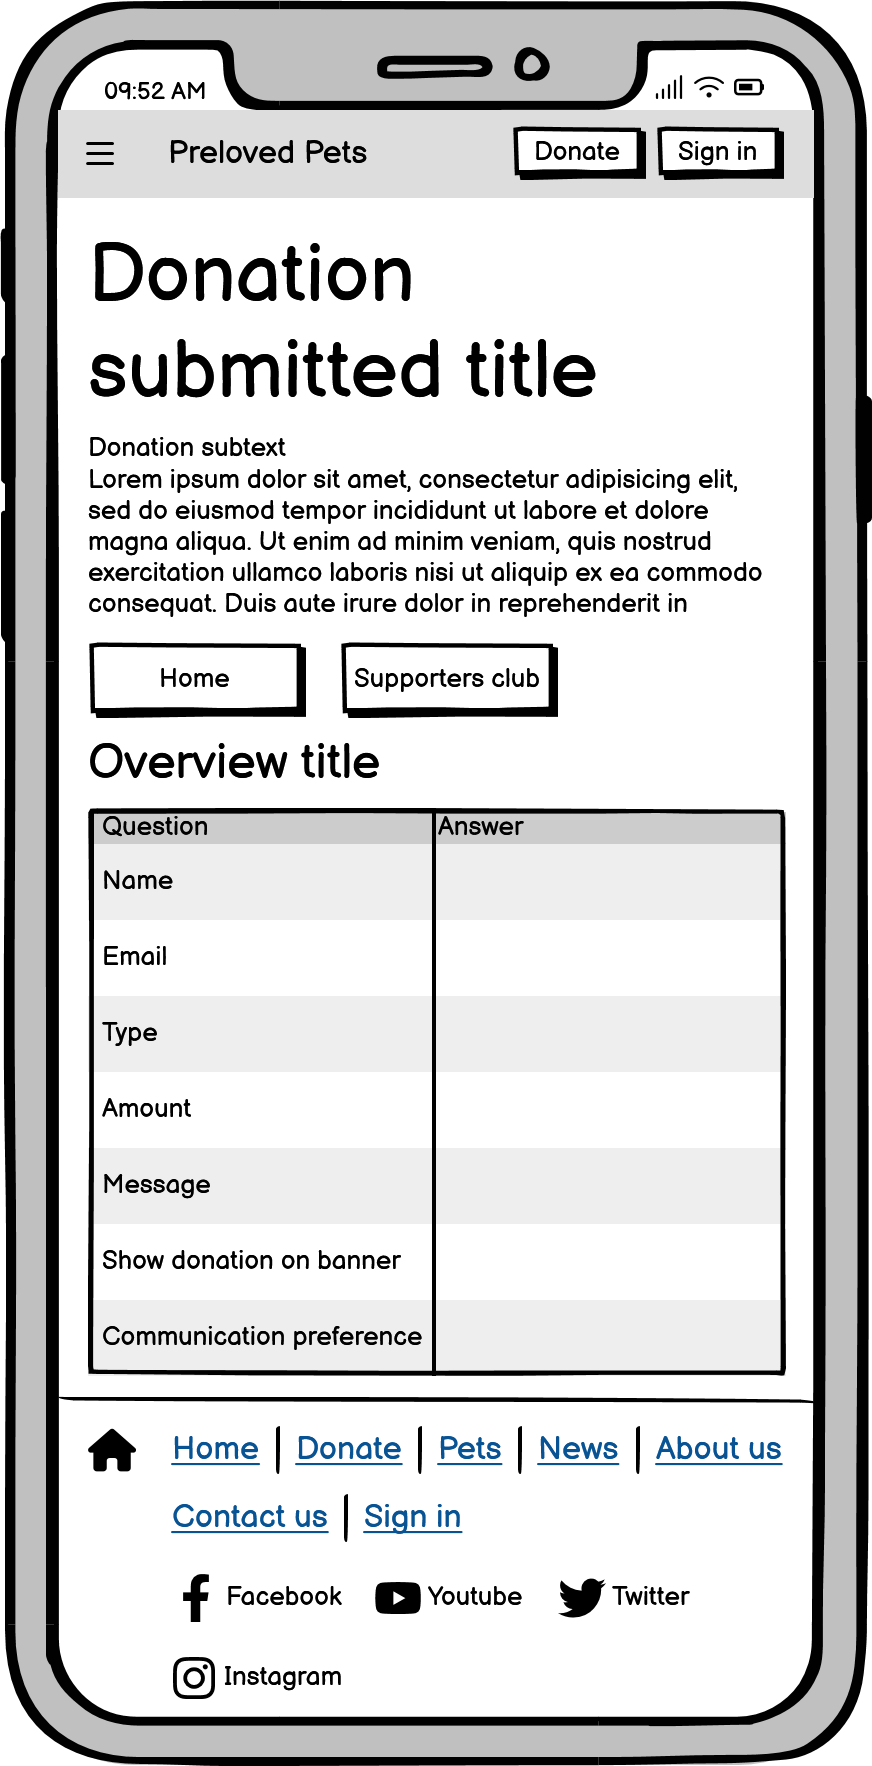 09:52 AM
Preloved Pets
Donate
Sign in
Donation
submitted title
Donation subtext
Lorem ipsum dolor sit amet, consectetur adipisicing elit,
sed do eiusmod tempor incididunt ut labore et dolore
magna aliqua. Ut enim ad minim veniam, quis nostrud
exercitation ullamco laboris nisi ut aliquip ex ea commodo
consequat. Duis aute irure dolor in reprehenderit in
Home
Supporters club
Overview title
Question
Answer
Name
Email
Type
Amount
Message
Show donation on banner
Communication preference
Home | Donate | Pets | News | About us
Contact us | Sign in
Facebook
Youtube
Twitter
Instagram